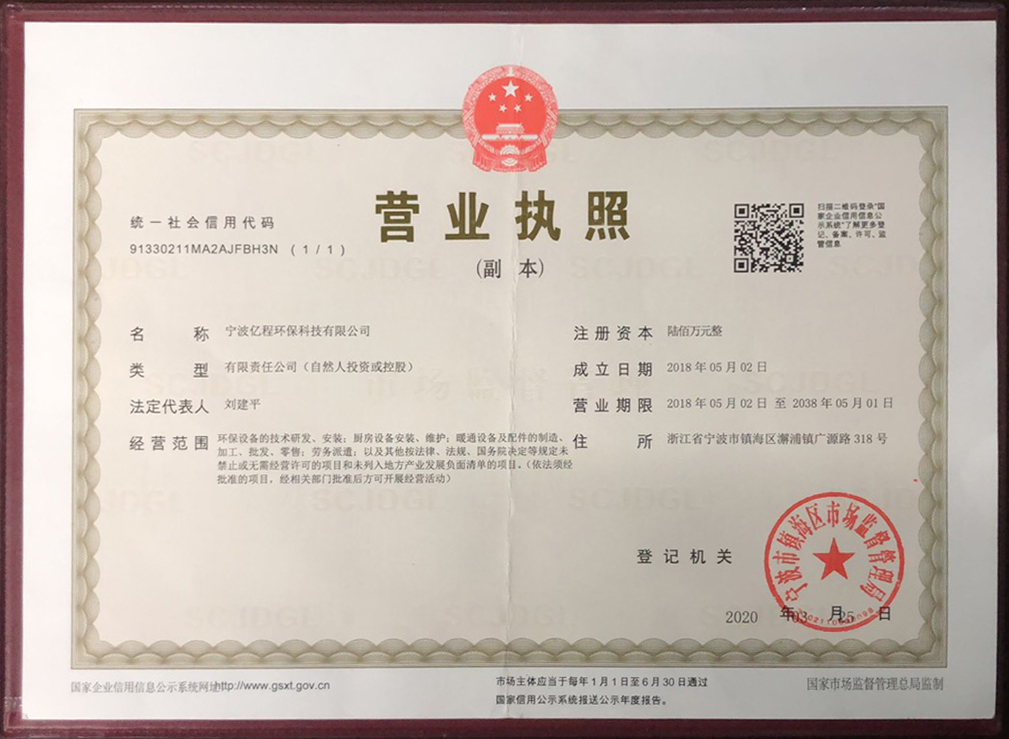 营业执照
(副 本)
统一社会信用代码
91330211MA2AJFBH3N (1/1)
扫描二维码登录“国
家企业信用信息公
示系统”了解更多登
记、备案、许可、监
管信息
名 称 宁波亿程环保科技有限公司
类 型 有限责任公司（自然人投资或控股）
法定代表人 刘建平
经营范围 环保设备的技术研发、安装；厨房设备安装、维护；暖通设备及配件的制造、
加工、批发、零售；劳务派遣；以及其他按法律、法规、国务院决定等规定未
禁止或无需经营许可的项目和未列入地方产业发展负面清单的项目。（依法须经
批准的项目，经相关部门批准后方可开展经营活动）
注册资本 陆佰万元整
成立日期 2018年05月02日
营业期限 2018年05月02日 至 2038年05月01日
住 所 浙江省宁波市镇海区澥浦镇广源路318号
登记机关
宁波市镇海区市场监督管理局
2020 年03 月25 日
国家企业信用信息公示系统网址http://www.gsxt.gov.cn
市场主体应当于每年1月1日至6月30日通过
国家信用公示系统报送公示年度报告。
国家市场监督管理总局监制